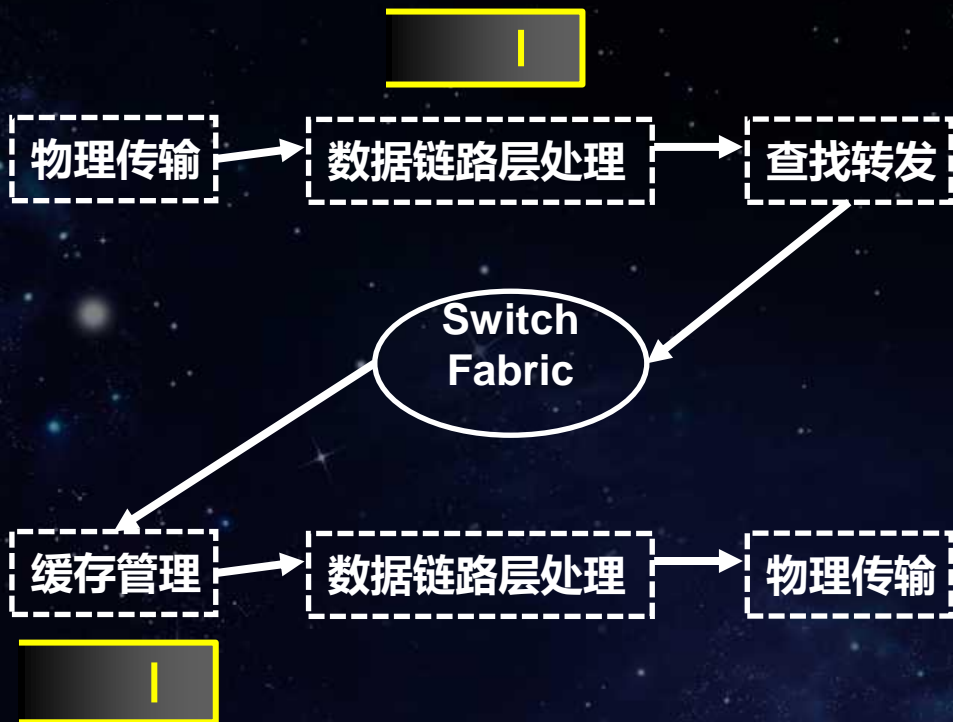 物理传输
数据链路层处理
查找转发
Switch
Fabric
缓存管理
数据链路层处理
物理传输